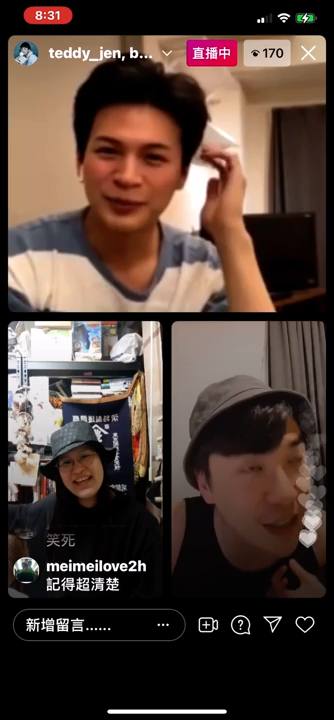 8:31
teddy_jen, b...
直播中
170
笑死
meimeilove2h
記得超清楚
新增留言......